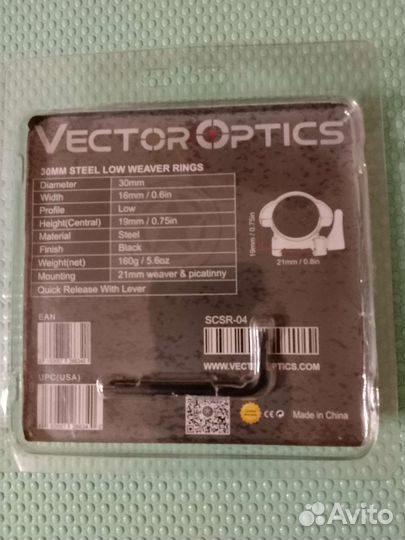 VECTOR OPTICS
30MM STEEL LOW WEAVER RINGS
Diameter 30mm
Width 16mm / 0.6in
Profile Low
Height(Central) 19mm / 0.75in
Material Steel
Finish Black
Weight(net) 160g / 5.6oz
Mounting 21mm weaver & picatinny
Quick Release With Lever
19mm / 0.75in
21mm / 0.8in
EAN
SCSR-04
WWW.VECTOROPTICS.COM
UPC(USA)
CE
Made in China
Avito